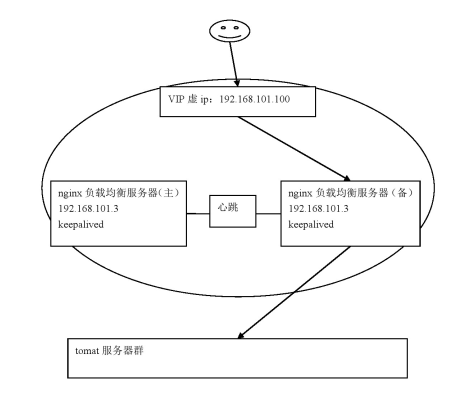 VIP 虚 ip：192.168.101.100
nginx 负载均衡服务器（主）
192.168.101.3
keepalived
心跳
nginx 负载均衡服务器（备）
192.168.101.3
keepalived
tomat 服务器群